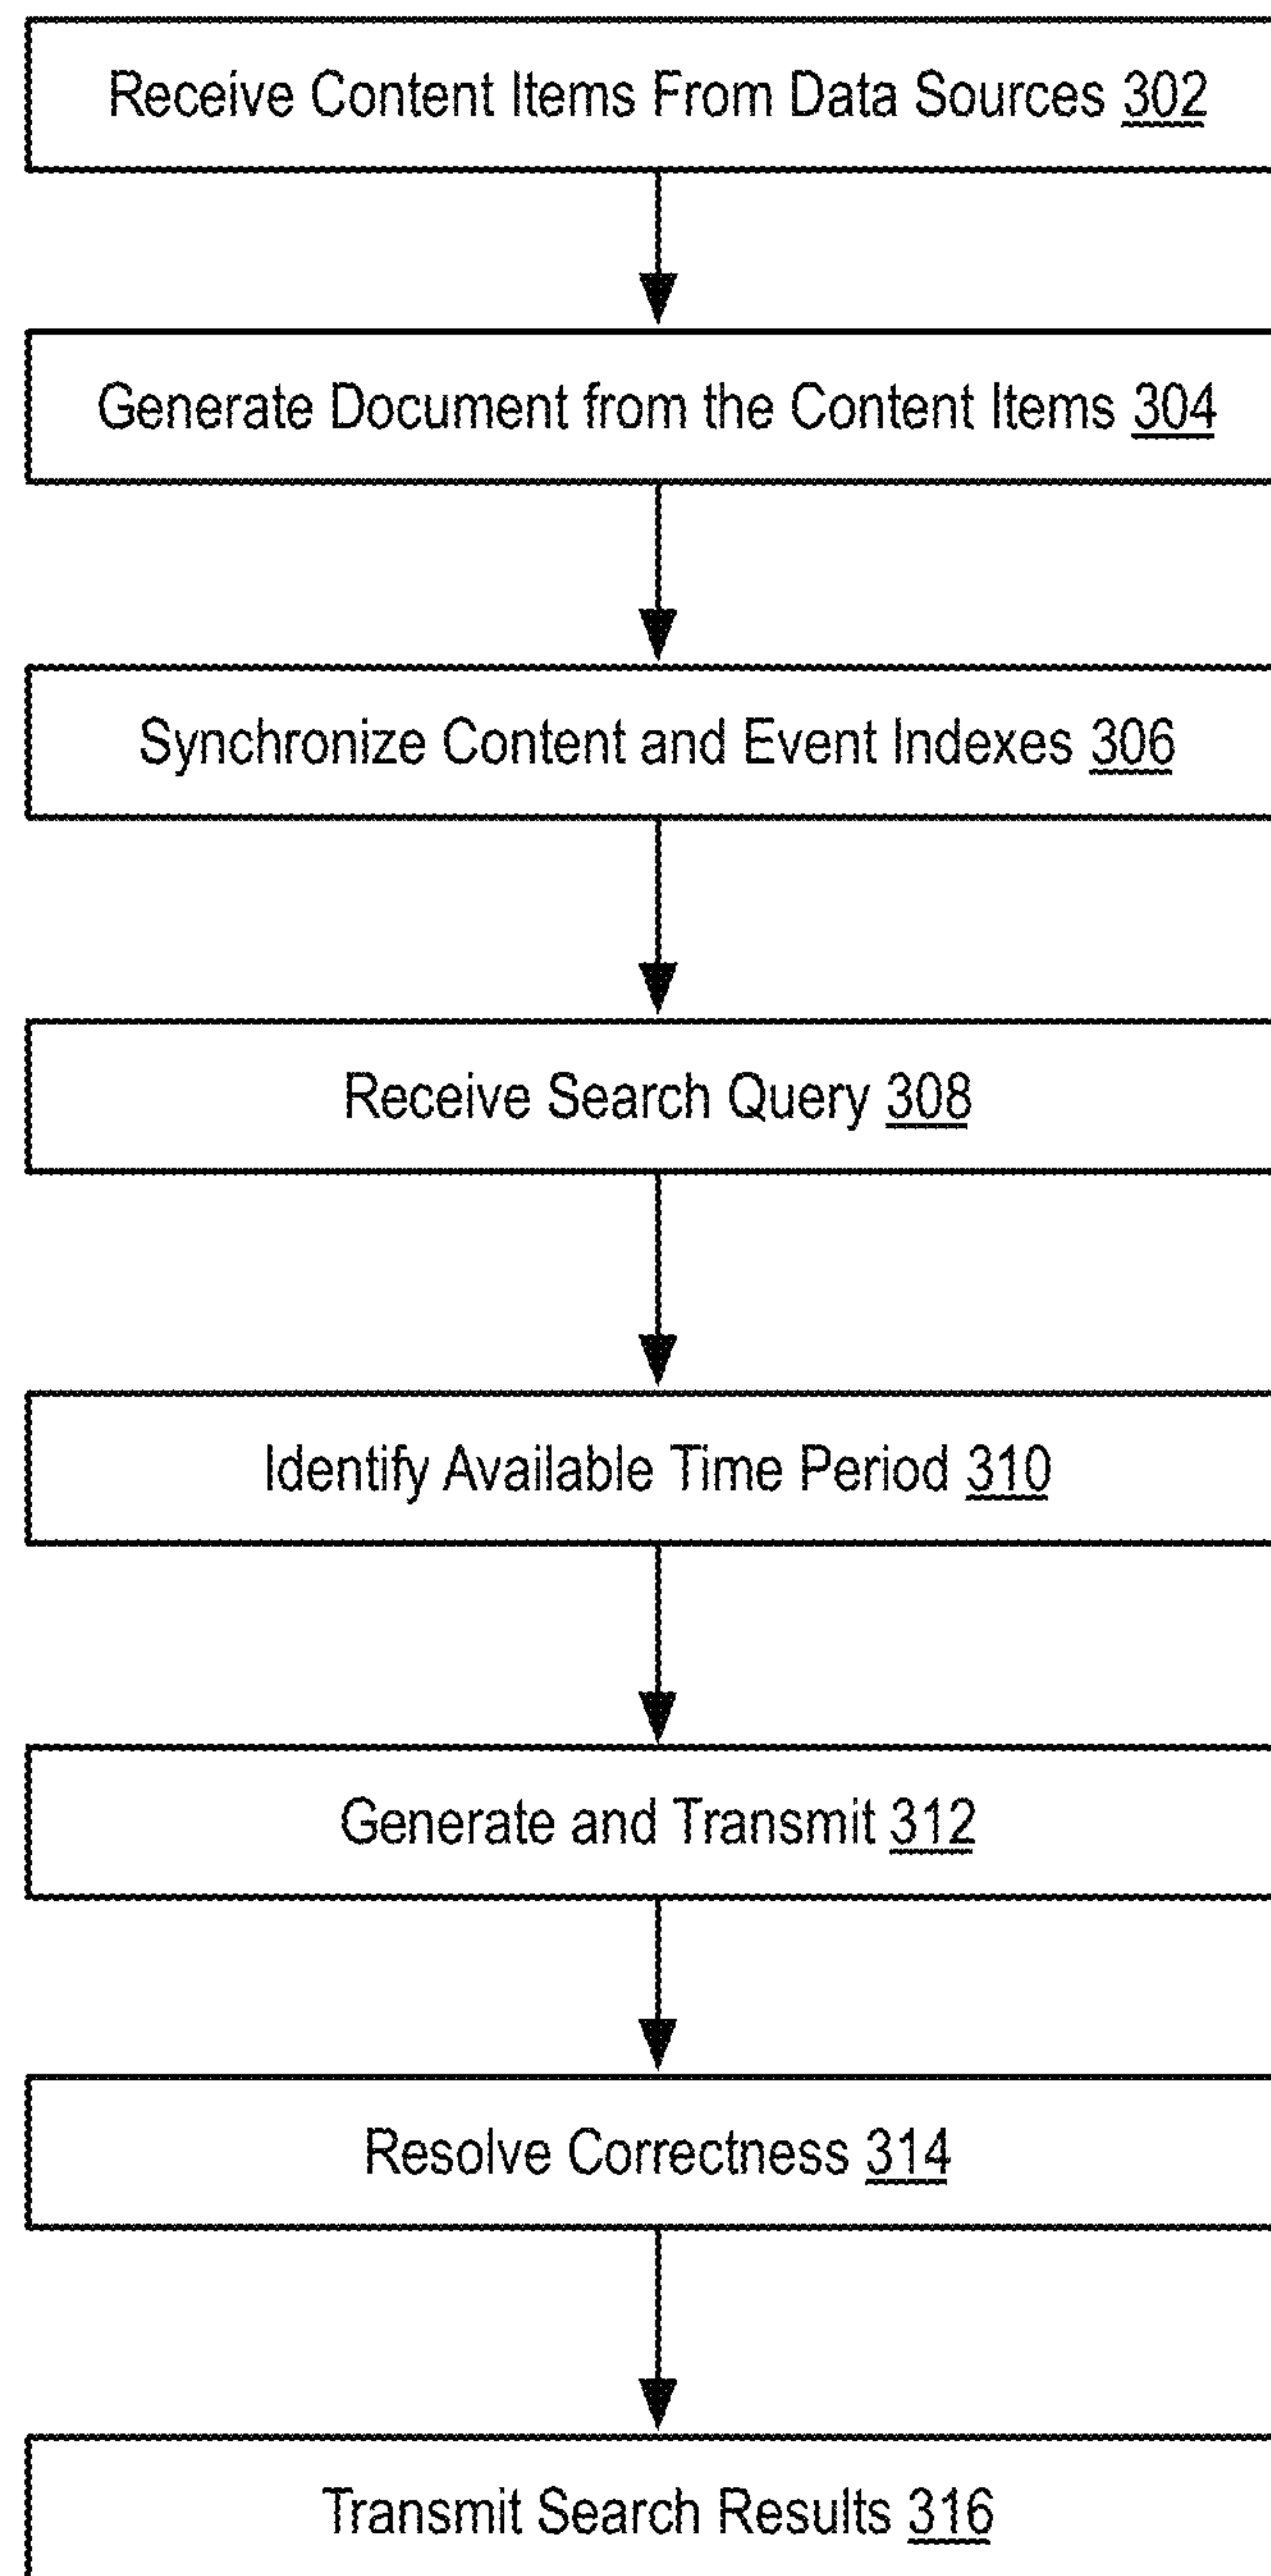 Receive Content Items From Data Sources 302
Generate Document from the Content Items 304
Synchronize Content and Event Indexes 306
Receive Search Query 308
Identify Available Time Period 310
Generate and Transmit 312
Resolve Correctness 314
Transmit Search Results 316